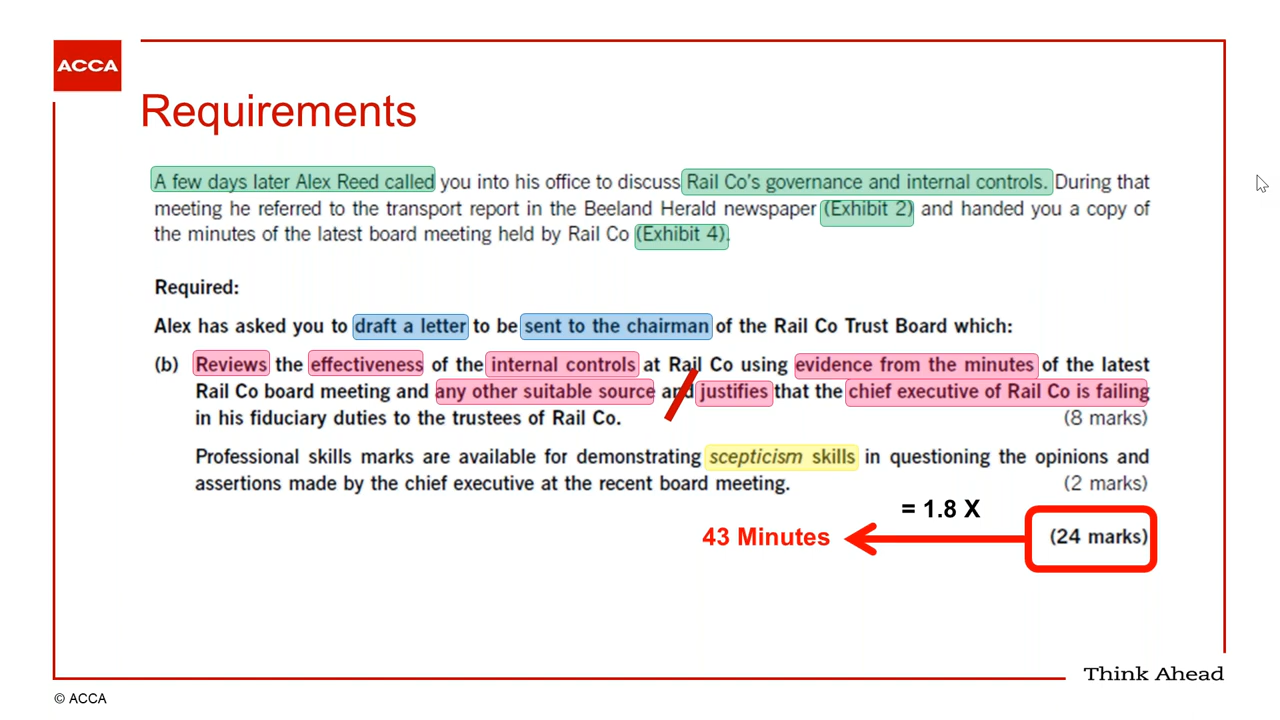 ACCA
Requirements
A few days later Alex Reed called you into his office to discuss Rail Co's governance and internal controls. During that
meeting he referred to the transport report in the Beeland Herald newspaper (Exhibit 2) and handed you a copy of
the minutes of the latest board meeting held by Rail Co (Exhibit 4).
Required:
Alex has asked you to draft a letter to be sent to the chairman of the Rail Co Trust Board which:
(b) Reviews the effectiveness of the internal controls at Rail Co using evidence from the minutes of the latest
Rail Co board meeting and any other suitable source and justifies that the chief executive of Rail Co is failing
in his fiduciary duties to the trustees of Rail Co. (8 marks)
Professional skills marks are available for demonstrating scepticism skills in questioning the opinions and
assertions made by the chief executive at the recent board meeting. (2 marks)
= 1.8 X
43 Minutes (24 marks)
Think Ahead
© ACCA